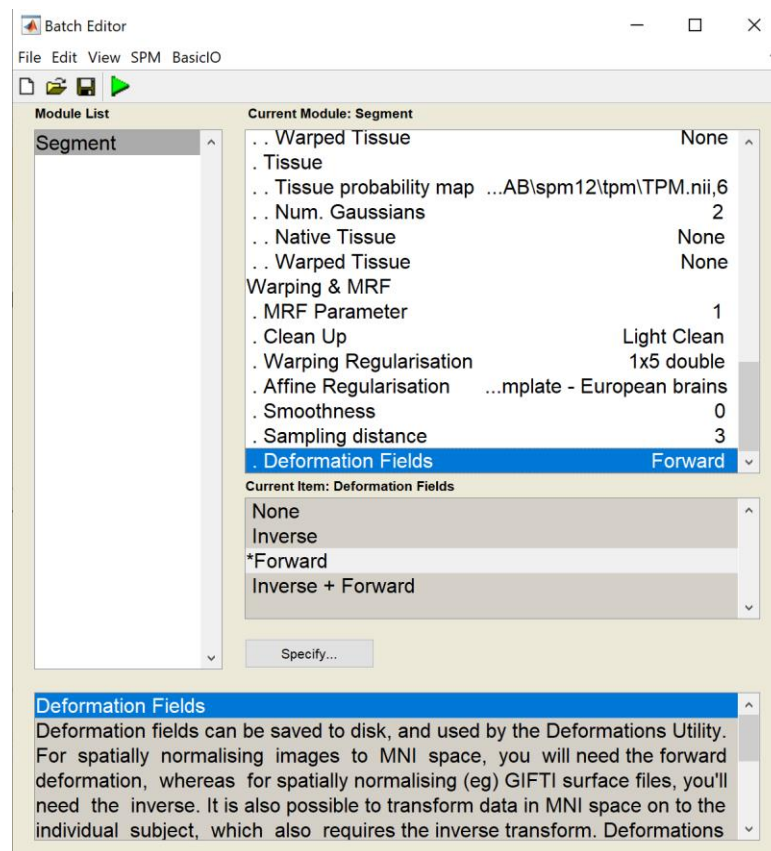 Batch Editor
File Edit View SPM BasicIO
Module List
Segment
Current Module: Segment
. . Warped Tissue None
. Tissue
. . Tissue probability map ...AB\spm12\tpm\TPM.nii,6
. . Num. Gaussians 2
. . Native Tissue None
. . Warped Tissue None
Warping & MRF
. MRF Parameter 1
. Clean Up Light Clean
. Warping Regularisation 1x5 double
. Affine Regularisation ...mplate - European brains
. Smoothness 0
. Sampling distance 3
. Deformation Fields Forward
Current Item: Deformation Fields
None
Inverse
*Forward
Inverse + Forward
Specify...
Deformation Fields
Deformation fields can be saved to disk, and used by the Deformations Utility.
For spatially normalising images to MNI space, you will need the forward
deformation, whereas for spatially normalising (eg) GIFTI surface files, you'll
need the inverse. It is also possible to transform data in MNI space on to the
individual subject, which also requires the inverse transform. Deformations